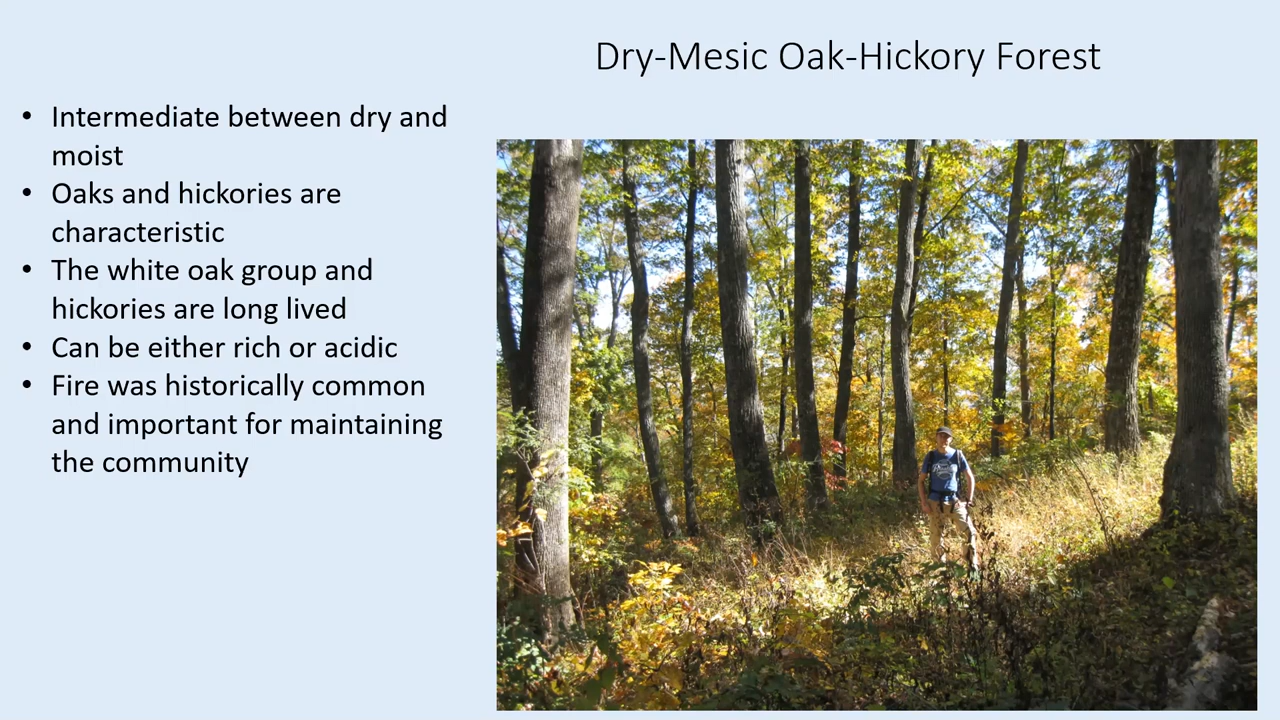 Dry-Mesic Oak-Hickory Forest
• Intermediate between dry and
moist
• Oaks and hickories are
characteristic
• The white oak group and
hickories are long lived
• Can be either rich or acidic
• Fire was historically common
and important for maintaining
the community